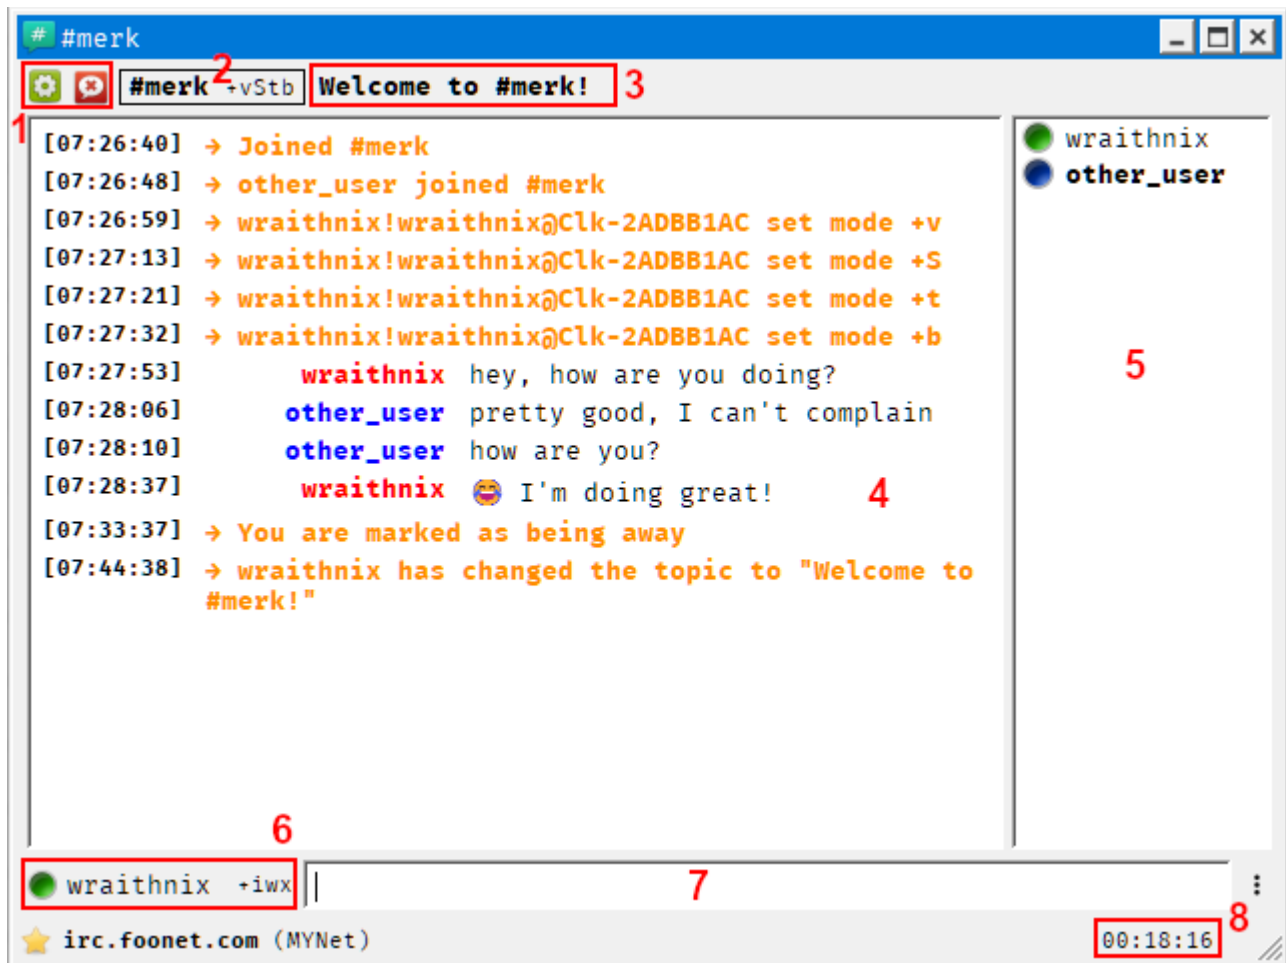 # #merk
1 #merk 2 +vStb Welcome to #merk! 3
[07:26:40] → Joined #merk
[07:26:48] → other_user joined #merk
[07:26:59] → wraithnix!wraithnix@Clk-2ADBB1AC set mode +v
[07:27:13] → wraithnix!wraithnix@Clk-2ADBB1AC set mode +S
[07:27:21] → wraithnix!wraithnix@Clk-2ADBB1AC set mode +t
[07:27:32] → wraithnix!wraithnix@Clk-2ADBB1AC set mode +b
[07:27:53] wraithnix hey, how are you doing?
[07:28:06] other_user pretty good, I can't complain
[07:28:10] other_user how are you?
[07:28:37] wraithnix 😂 I'm doing great!
4
[07:33:37] → You are marked as being away
[07:44:38] → wraithnix has changed the topic to "Welcome to
#merk!"
wraithnix
other_user
5
6
wraithnix +iwx
7
8
irc.foonet.com (MYNet)
00:18:16